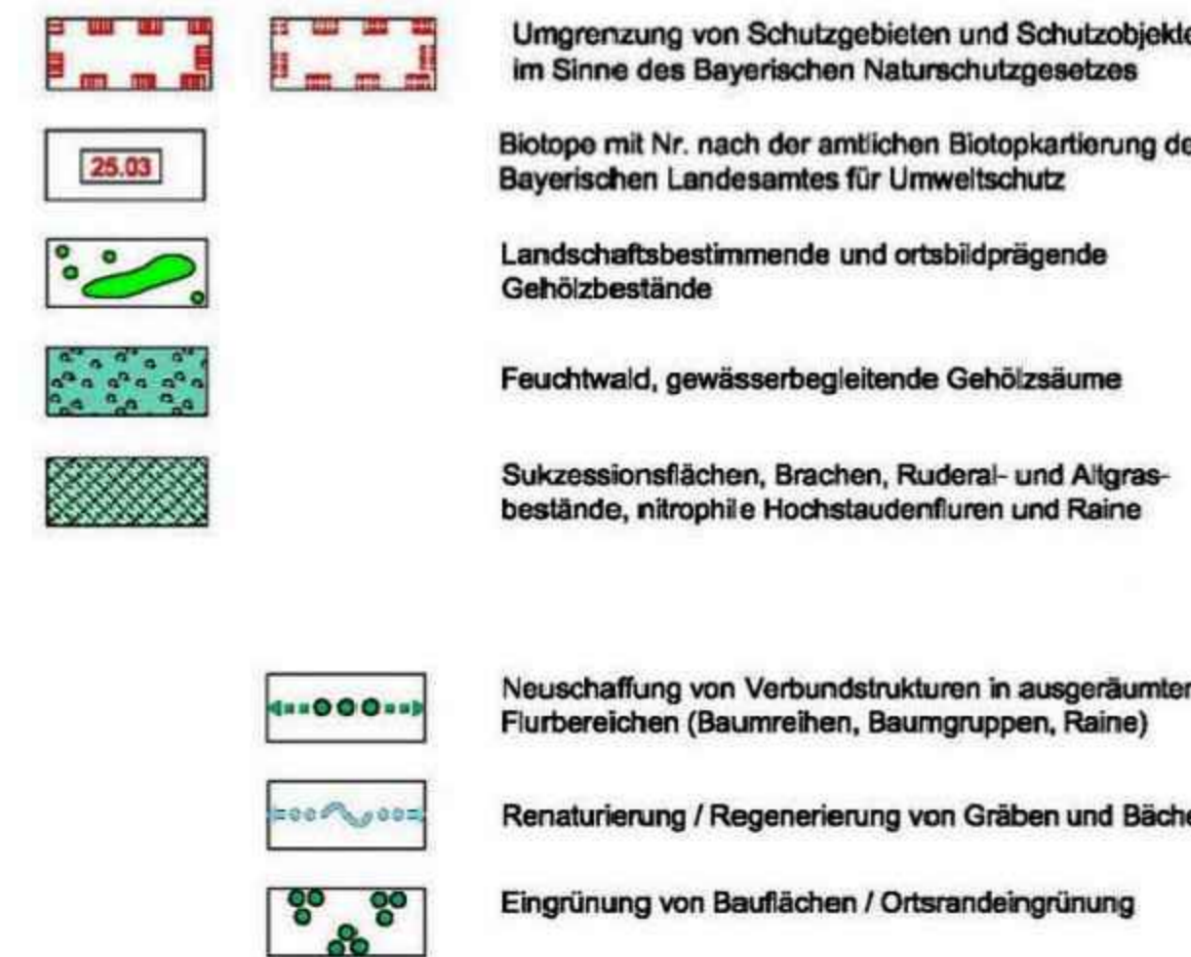 Umgrenzung von Schutzgebieten und Schutzobjekte
im Sinne des Bayerischen Naturschutzgesetzes
25.03
Biotope mit Nr. nach der amtlichen Biotopkartierung de
Bayerischen Landesamtes für Umweltschutz
Landschaftsbestimmende und ortsbildprägende
Gehölzbestände
Feuchtwald, gewässerbegleitende Gehölzsäume
Sukzessionsflächen, Brachen, Ruderal- und Altgras-
bestände, nitrophile Hochstaudenfluren und Raine
Neuschaffung von Verbundstrukturen in ausgeräumten
Flurbereichen (Baumreihen, Baumgruppen, Raine)
Renaturierung / Regenerierung von Gräben und Bäche
Eingrünung von Bauflächen / Ortsrandeingrünung